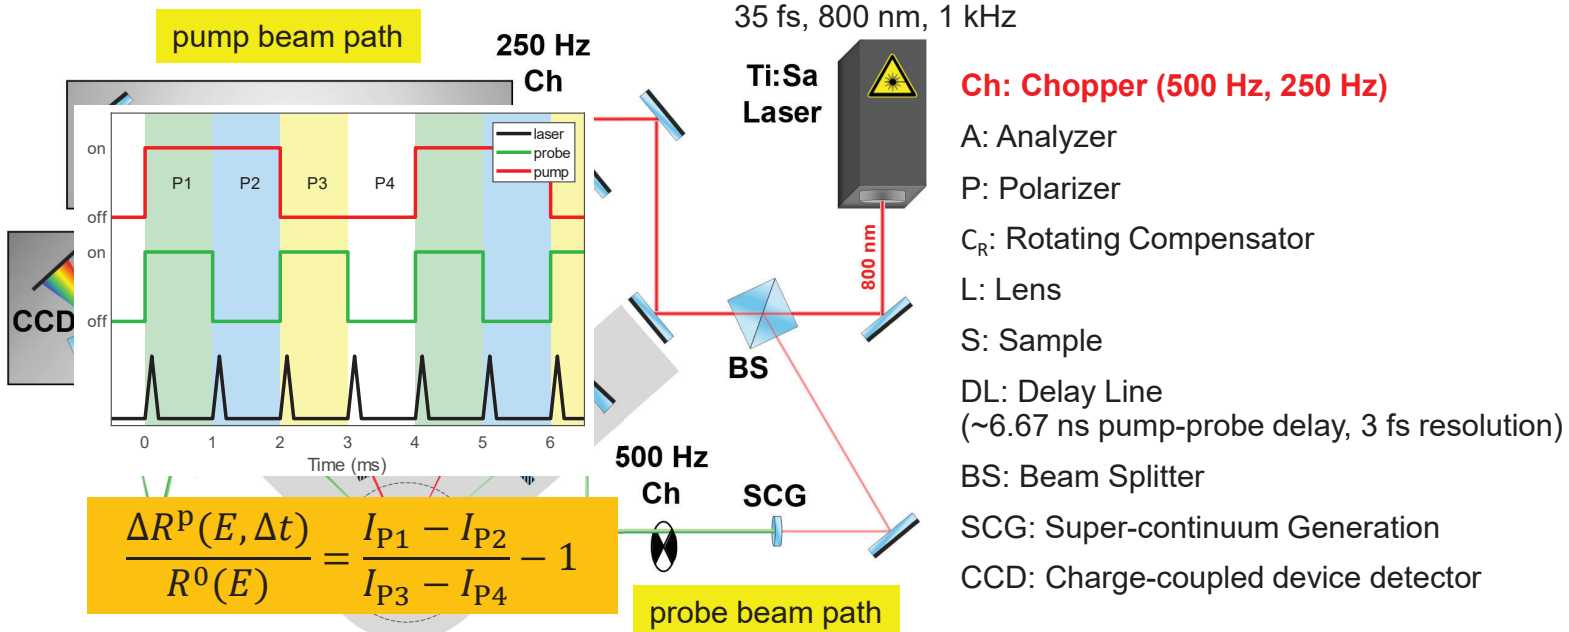 pump beam path
35 fs, 800 nm, 1 kHz
250 Hz
Ch
Ti:Sa
Laser
800 nm
BS
500 Hz
Ch
SCG
CCD
probe beam path
on
off
on
off
P1
P2
P3
P4
laser
probe
pump
0
1
2
3
4
5
6
Time (ms)
ΔRᵖ(E, Δt) / R⁰(E) = (I_P1 − I_P2) / (I_P3 − I_P4) − 1
Ch: Chopper (500 Hz, 250 Hz)
A: Analyzer
P: Polarizer
C_R: Rotating Compensator
L: Lens
S: Sample
DL: Delay Line
(~6.67 ns pump-probe delay, 3 fs resolution)
BS: Beam Splitter
SCG: Super-continuum Generation
CCD: Charge-coupled device detector